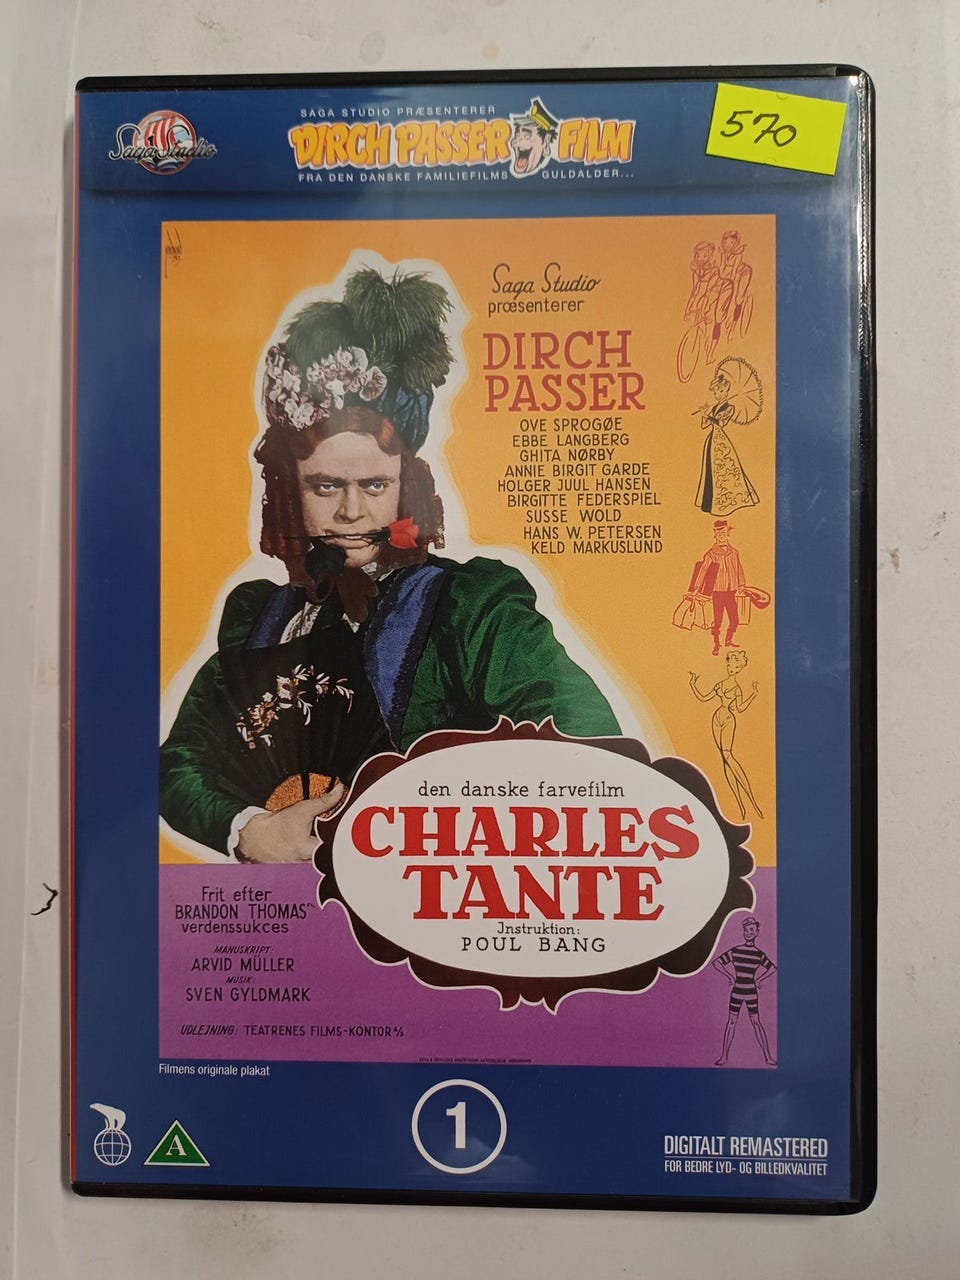 SAGA STUDIO PRÆSENTERER
Saga Studio
DIRCH PASSER FILM
FRA DEN DANSKE FAMILIEFILMS GULDALDER...
570
Saga Studio
præsenterer
DIRCH
PASSER
OVE SPROGØE
EBBE LANGBERG
GHITA NØRBY
ANNIE BIRGIT GARDE
HOLGER JUUL HANSEN
BIRGITTE FEDERSPIEL
SUSSE WOLD
HANS W. PETERSEN
KELD MARKUSLUND
den danske farvefilm
CHARLES
TANTE
Instruktion:
POUL BANG
Frit efter
BRANDON THOMAS'
verdenssukces
MANUSKRIPT:
ARVID MÜLLER
MUSIK:
SVEN GYLDMARK
UDLEJNING: TEATRENES FILMS-KONTOR A/S
Filmens originale plakat
1
A
DIGITALT REMASTERED
FOR BEDRE LYD- OG BILLEDKVALITET